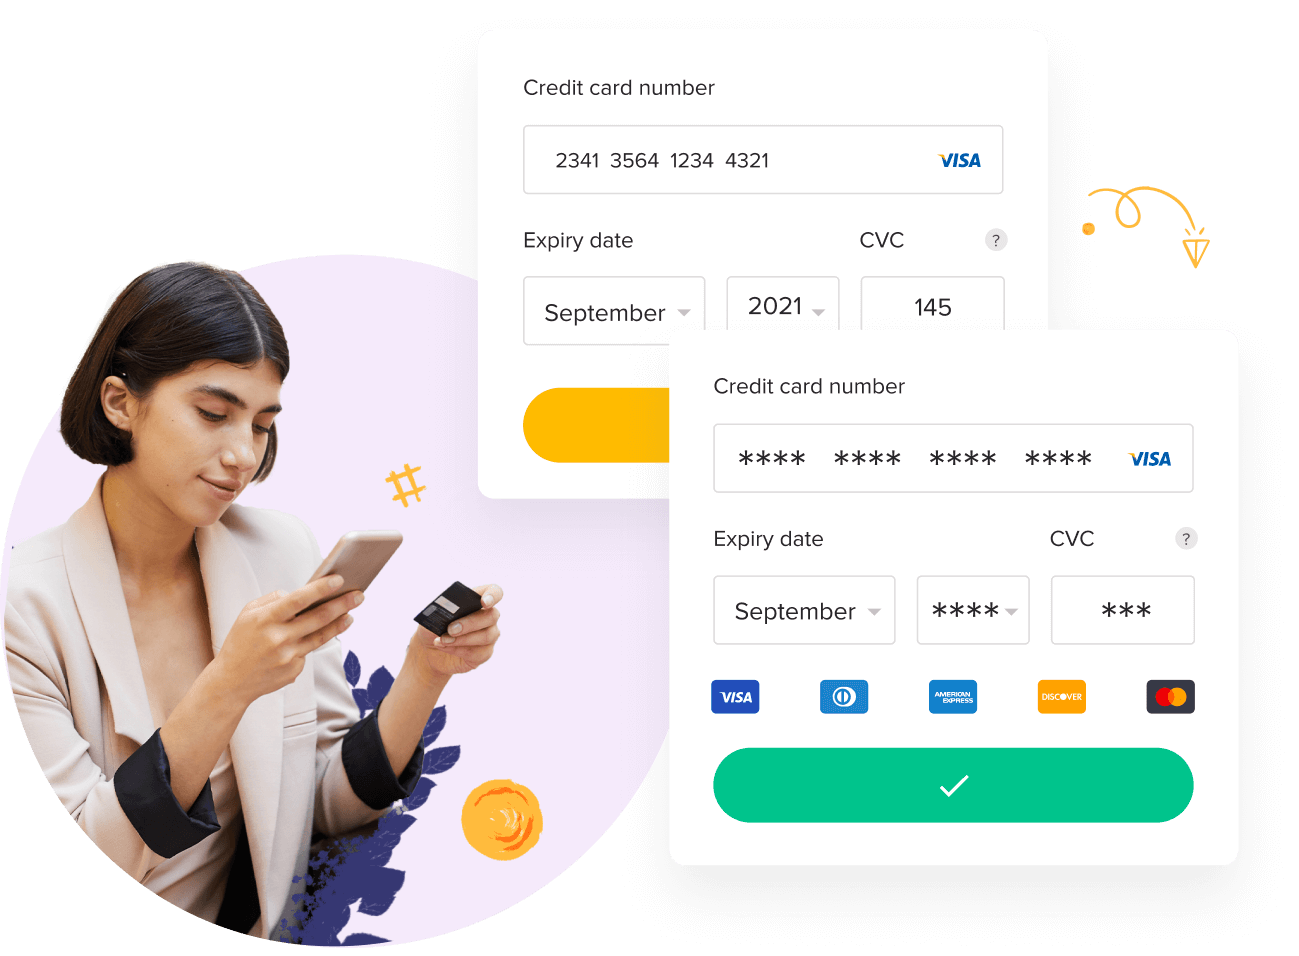 Credit card number
2341 3564 1234 4321 VISA
Expiry date CVC ?
September 2021 145
Credit card number
**** **** **** **** VISA
Expiry date CVC ?
September **** ***
VISA AMERICAN EXPRESS DISCOVER